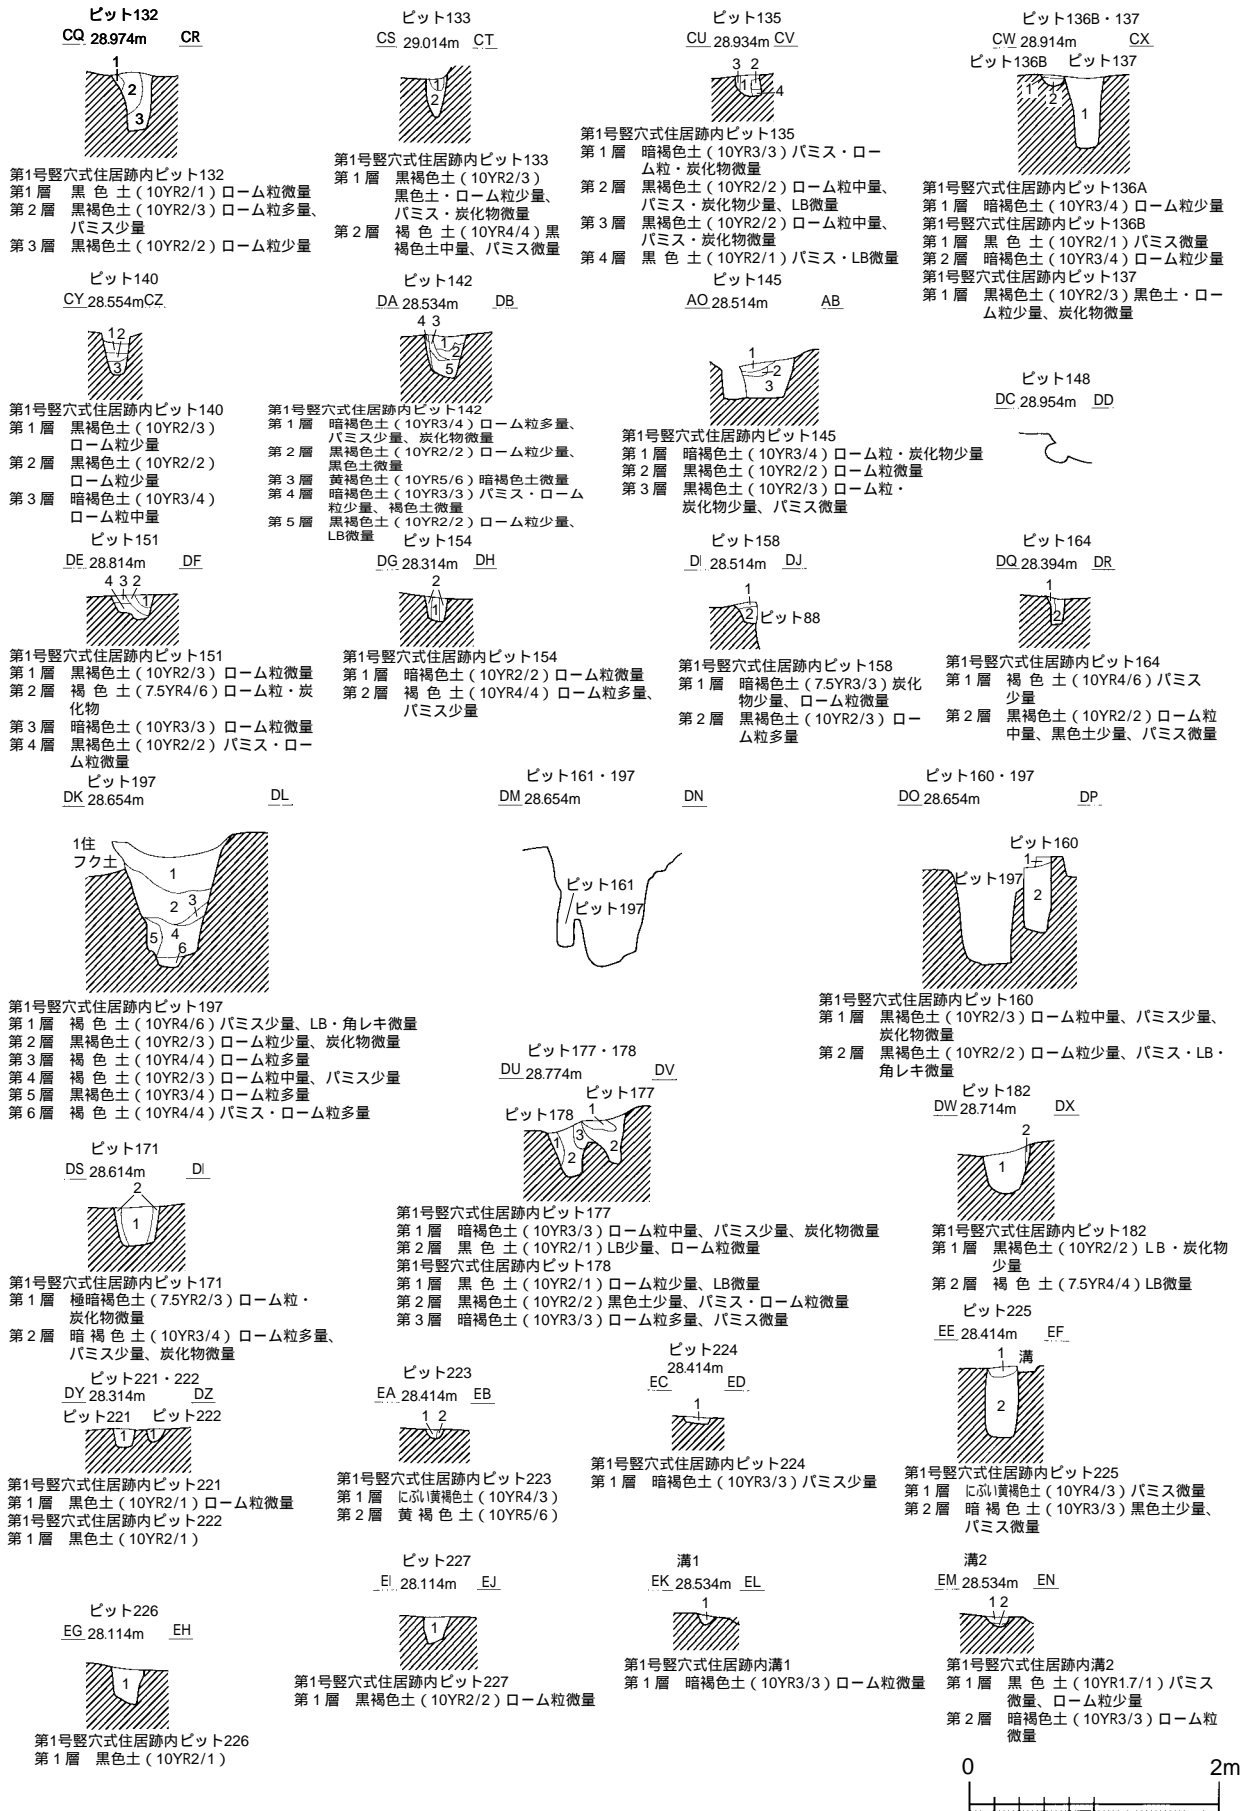 ピット132
CQ 28.974m CR
1
2
3
第1号竪穴式住居跡内ピット132
第1層 黒色土(10YR2/1)ローム粒微量
第2層 黒褐色土(10YR2/3)ローム粒多量、
パミス少量
第3層 黒褐色土(10YR2/2)ローム粒少量
ピット133
CS 29.014m CT
1
2
第1号竪穴式住居跡内ピット133
第1層 黒褐色土(10YR2/3)
黒色土・ローム粒少量、
パミス・炭化物微量
第2層 褐色土(10YR4/4)黒
褐色土中量、パミス微量
ピット135
CU 28.934m CV
3 2
1
4
第1号竪穴式住居跡内ピット135
第1層 暗褐色土(10YR3/3)パミス・ロー
ム粒・炭化物微量
第2層 黒褐色土(10YR2/2)ローム粒中量、
パミス・炭化物少量、LB微量
第3層 黒褐色土(10YR2/2)ローム粒中量、
パミス・炭化物微量
第4層 黒色土(10YR2/1)パミス・LB微量
ピット136B・137
CW 28.914m CX
ピット136B ピット137
1
2
1
第1号竪穴式住居跡内ピット136A
第1層 暗褐色土(10YR3/4)ローム粒少量
第1号竪穴式住居跡内ピット136B
第1層 黒色土(10YR2/1)パミス微量
第2層 暗褐色土(10YR3/4)ローム粒少量
第1号竪穴式住居跡内ピット137
第1層 黒褐色土(10YR2/3)黒色土・ロー
ム粒少量、炭化物微量
ピット140
CY 28.554m CZ
1 2
3
第1号竪穴式住居跡内ピット140
第1層 黒褐色土(10YR2/3)
ローム粒少量
第2層 黒褐色土(10YR2/2)
ローム粒少量
第3層 暗褐色土(10YR3/4)
ローム粒中量
ピット142
DA 28.534m DB
4 3
1
2
5
第1号竪穴式住居跡内ピット142
第1層 暗褐色土(10YR3/4)ローム粒多量、
パミス少量、炭化物微量
第2層 黒褐色土(10YR2/2)ローム粒少量、
黒色土微量
第3層 黄褐色土(10YR5/6)暗褐色土微量
第4層 暗褐色土(10YR3/3)パミス・ローム
粒少量、褐色土微量
第5層 黒褐色土(10YR2/2)ローム粒少量、
LB微量
ピット145
AO 28.514m AB
1
2
3
第1号竪穴式住居跡内ピット145
第1層 暗褐色土(10YR3/4)ローム粒・炭化物少量
第2層 黒褐色土(10YR2/2)ローム粒微量
第3層 黒褐色土(10YR2/3)ローム粒・
炭化物少量、パミス微量
ピット148
DC 28.954m DD
ピット151
DE 28.814m DF
4 3 2
1
第1号竪穴式住居跡内ピット151
第1層 黒褐色土(10YR2/3)ローム粒微量
第2層 褐色土(7.5YR4/6)ローム粒・炭
化物
第3層 暗褐色土(10YR3/3)ローム粒微量
第4層 黒褐色土(10YR2/2)パミス・ロー
ム粒微量
ピット154
DG 28.314m DH
2
1
第1号竪穴式住居跡内ピット154
第1層 暗褐色土(10YR2/2)ローム粒微量
第2層 褐色土(10YR4/4)ローム粒多量、
パミス少量
ピット158
DI 28.514m DJ
1
2
ピット88
第1号竪穴式住居跡内ピット158
第1層 暗褐色土(7.5YR3/3)炭化
物少量、ローム粒微量
第2層 黒褐色土(10YR2/3)ロー
ム粒多量
ピット164
DQ 28.394m DR
1
2
第1号竪穴式住居跡内ピット164
第1層 褐色土(10YR4/6)パミス
少量
第2層 黒褐色土(10YR2/2)ローム粒
中量、黒色土少量、パミス微量
ピット197
DK 28.654m DL
1住
フク土
1
2
3
4
5
6
第1号竪穴式住居跡内ピット197
第1層 褐色土(10YR4/6)パミス少量、LB・角レキ微量
第2層 黒褐色土(10YR2/3)ローム粒少量、炭化物微量
第3層 褐色土(10YR4/4)ローム粒多量
第4層 褐色土(10YR2/3)ローム粒中量、パミス少量
第5層 黒褐色土(10YR3/4)ローム粒多量
第6層 褐色土(10YR4/4)パミス・ローム粒多量
ピット161・197
DM 28.654m DN
ピット161
ピット197
ピット160・197
DO 28.654m DP
ピット160
1
ピット197
2
第1号竪穴式住居跡内ピット160
第1層 黒褐色土(10YR2/3)ローム粒中量、パミス少量、
炭化物微量
第2層 黒褐色土(10YR2/2)ローム粒少量、パミス・LB・
角レキ微量
ピット171
DS 28.614m DI
2
1
第1号竪穴式住居跡内ピット171
第1層 極暗褐色土(7.5YR2/3)ローム粒・
炭化物微量
第2層 暗褐色土(10YR3/4)ローム粒多量、
パミス少量、炭化物微量
ピット177・178
DU 28.774m DV
ピット177
1
ピット178
1
3
2
2
第1号竪穴式住居跡内ピット177
第1層 暗褐色土(10YR3/3)ローム粒中量、パミス少量、炭化物微量
第2層 黒色土(10YR2/1)LB少量、ローム粒微量
第1号竪穴式住居跡内ピット178
第1層 黒色土(10YR2/1)ローム粒少量、LB微量
第2層 黒褐色土(10YR2/2)黒色土少量、パミス・ローム粒微量
第3層 暗褐色土(10YR3/3)ローム粒多量、パミス微量
ピット182
DW 28.714m DX
2
1
第1号竪穴式住居跡内ピット182
第1層 黒褐色土(10YR2/2)LB・炭化物
少量
第2層 褐色土(7.5YR4/4)LB微量
ピット221・222
DY 28.314m DZ
ピット221 ピット222
1 1
第1号竪穴式住居跡内ピット221
第1層 黒色土(10YR2/1)ローム粒微量
第1号竪穴式住居跡内ピット222
第1層 黒色土(10YR2/1)
ピット223
EA 28.414m EB
1 2
第1号竪穴式住居跡内ピット223
第1層 にぶい黄褐色土(10YR4/3)
第2層 黄褐色土(10YR5/6)
ピット224
28.414m
EC ED
1
第1号竪穴式住居跡内ピット224
第1層 暗褐色土(10YR3/3)パミス少量
ピット225
EE 28.414m EF
1 溝
2
第1号竪穴式住居跡内ピット225
第1層 にぶい黄褐色土(10YR4/3)パミス微量
第2層 暗褐色土(10YR3/3)黒色土少量、
パミス微量
ピット226
EG 28.114m EH
1
第1号竪穴式住居跡内ピット226
第1層 黒色土(10YR2/1)
ピット227
EI 28.114m EJ
1
第1号竪穴式住居跡内ピット227
第1層 黒褐色土(10YR2/2)ローム粒微量
溝1
EK 28.534m EL
1
第1号竪穴式住居跡内溝1
第1層 暗褐色土(10YR3/3)ローム粒微量
溝2
EM 28.534m EN
1 2
第1号竪穴式住居跡内溝2
第1層 黒色土(10YR1.7/1)パミス
微量、ローム粒少量
第2層 暗褐色土(10YR3/3)ローム粒
微量
0 2m